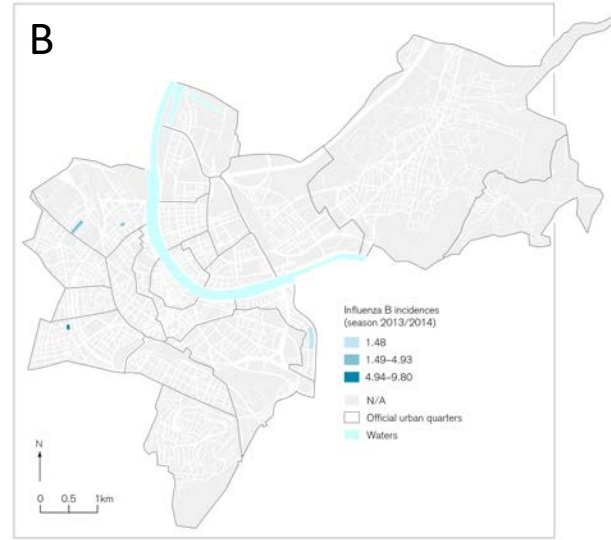 B
Influenza B incidences
(season 2013/2014)
1.48
1.49–4.93
4.94–9.80
N/A
Official urban quarters
Waters
N
0 0.5 1km